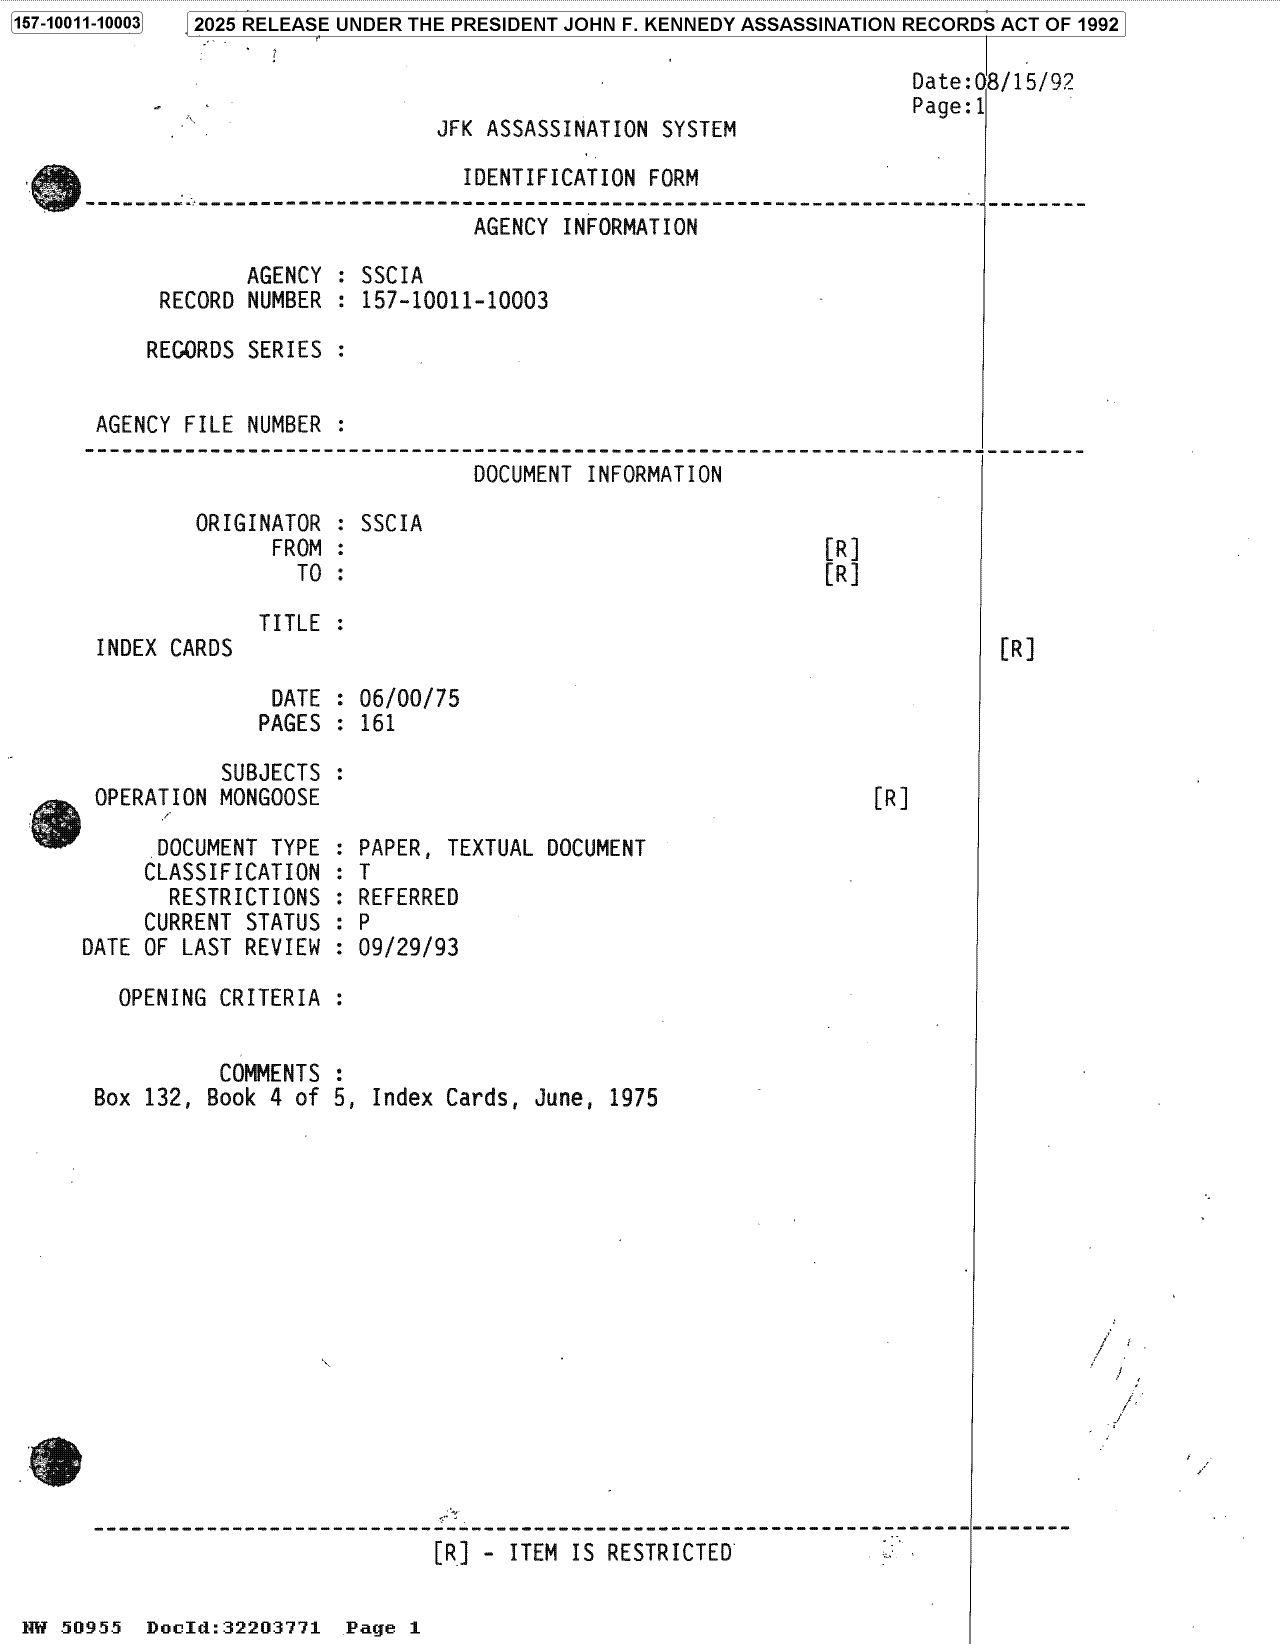 157-10011-10003
2025 RELEASE UNDER THE PRESIDENT JOHN F. KENNEDY ASSASSINATION RECORDS ACT OF 1992
Date:08/15/92
Page:1
JFK ASSASSINATION SYSTEM
IDENTIFICATION FORM
AGENCY INFORMATION
AGENCY : SSCIA
RECORD NUMBER : 157-10011-10003
RECORDS SERIES :
AGENCY FILE NUMBER :
DOCUMENT INFORMATION
ORIGINATOR : SSCIA
FROM : [R]
TO : [R]
TITLE :
INDEX CARDS [R]
DATE : 06/00/75
PAGES : 161
SUBJECTS :
OPERATION MONGOOSE [R]
DOCUMENT TYPE : PAPER, TEXTUAL DOCUMENT
CLASSIFICATION : T
RESTRICTIONS : REFERRED
CURRENT STATUS : P
DATE OF LAST REVIEW : 09/29/93
OPENING CRITERIA :
COMMENTS :
Box 132, Book 4 of 5, Index Cards, June, 1975
[R] - ITEM IS RESTRICTED
NW 50955 DocId:32203771 Page 1